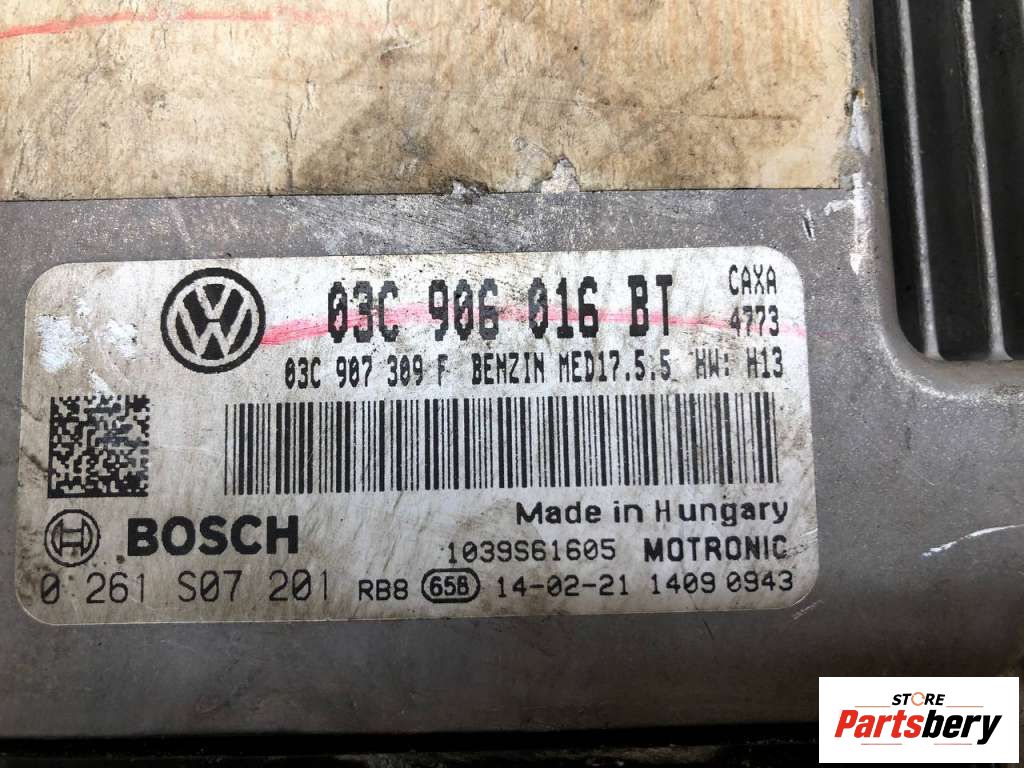 03C 906 016 BT
CAXA
4773
03C 907 309 F BENZIN MED17.5.5 HW: H13
Made in Hungary
BOSCH
1039S61605 MOTRONIC
0 261 S07 201 RB8 65B 14-02-21 1409 0943
STORE
Partsbery